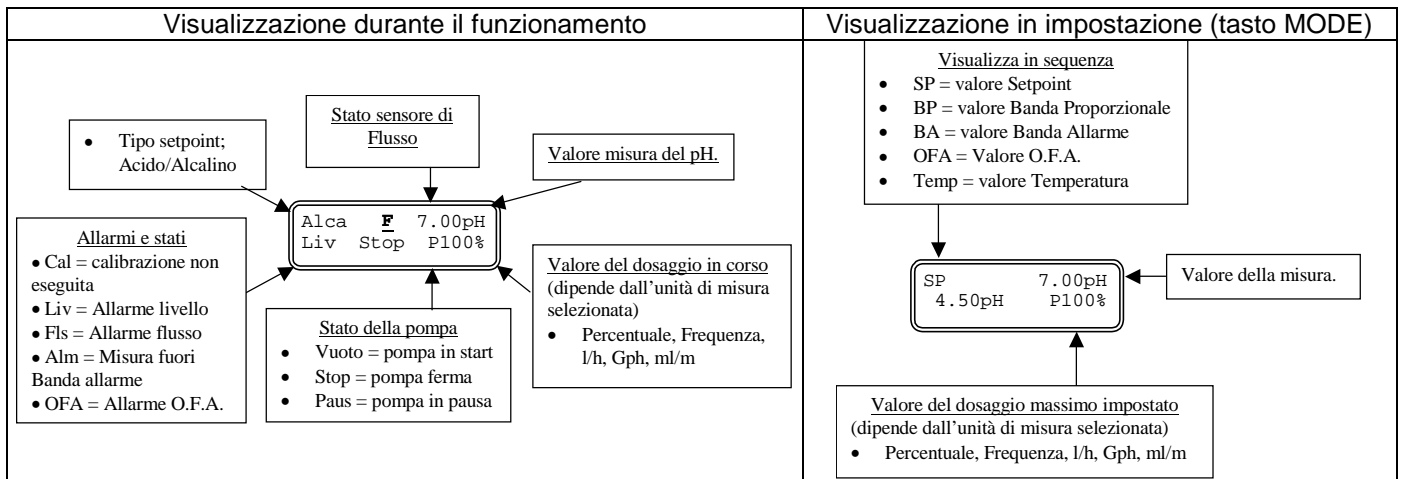 Visualizzazione durante il funzionamento
Visualizzazione in impostazione (tasto MODE)
• Tipo setpoint;
Acido/Alcalino
Stato sensore di
Flusso
Valore misura del pH.
Alca F 7.00pH
Liv Stop P100%
Allarmi e stati
• Cal = calibrazione non
eseguita
• Liv = Allarme livello
• Fls = Allarme flusso
• Alm = Misura fuori
Banda allarme
• OFA = Allarme O.F.A.
Stato della pompa
• Vuoto = pompa in start
• Stop = pompa ferma
• Paus = pompa in pausa
Valore del dosaggio in corso
(dipende dall’unità di misura
selezionata)
• Percentuale, Frequenza,
l/h, Gph, ml/m
Visualizza in sequenza
• SP = valore Setpoint
• BP = valore Banda Proporzionale
• BA = valore Banda Allarme
• OFA = Valore O.F.A.
• Temp = valore Temperatura
SP 7.00pH
4.50pH P100%
Valore della misura.
Valore del dosaggio massimo impostato
(dipende dall’unità di misura selezionata)
• Percentuale, Frequenza, l/h, Gph, ml/m